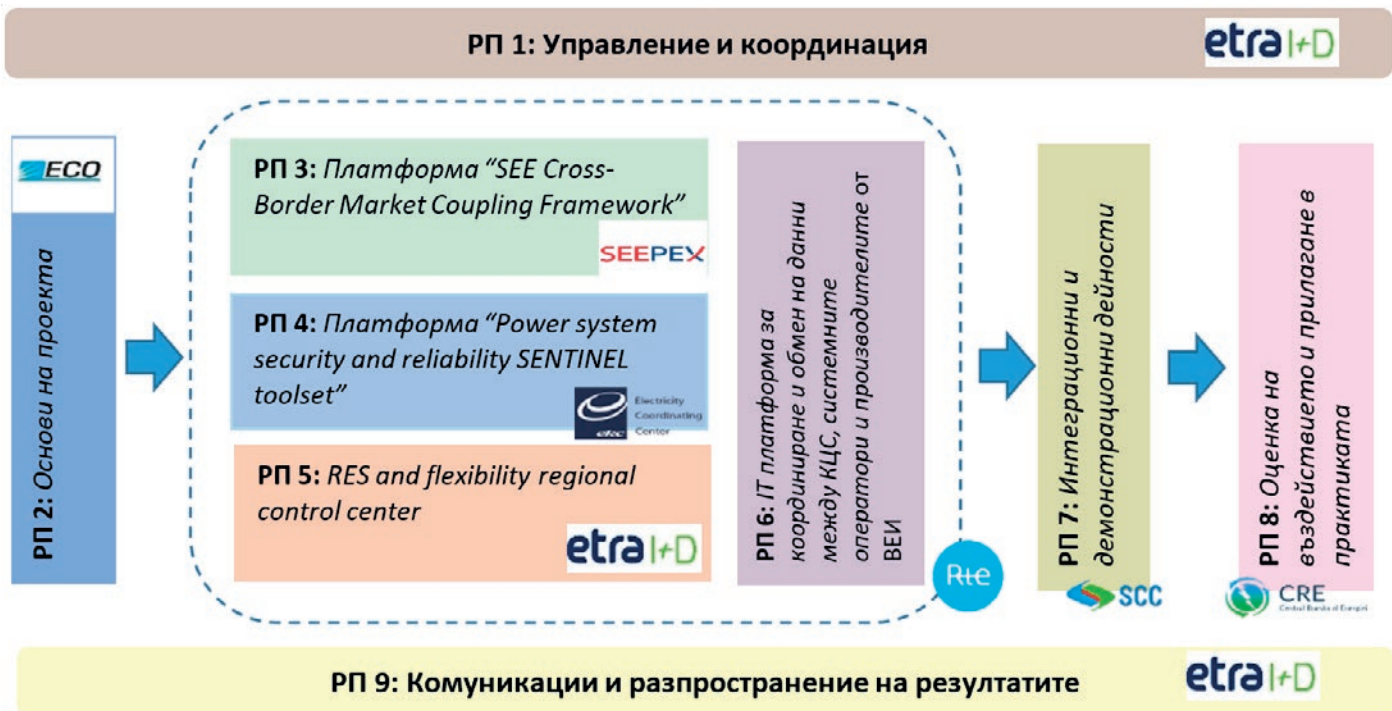 РП 1: Управление и координация
etra I+D
ECO
РП 2: Основи на проекта
РП 3: Платформа “SEE Cross-
Border Market Coupling Framework”
SEEPEX
РП 4: Платформа “Power system
security and reliability SENTINEL
toolset”
Electricity
Coordinating
Center
РП 5: RES and flexibility regional
control center
etra I+D
РП 6: IT платформа за
координиране и обмен на данни
между КЦС, системните
оператори и производителите от
ВЕИ
Rte
РП 7: Интеграционни и
демонстрационни дейности
SCC
РП 8: Оценка на
въздействието и прилагане в
практиката
CRE
РП 9: Комуникации и разпространение на резултатите
etra I+D